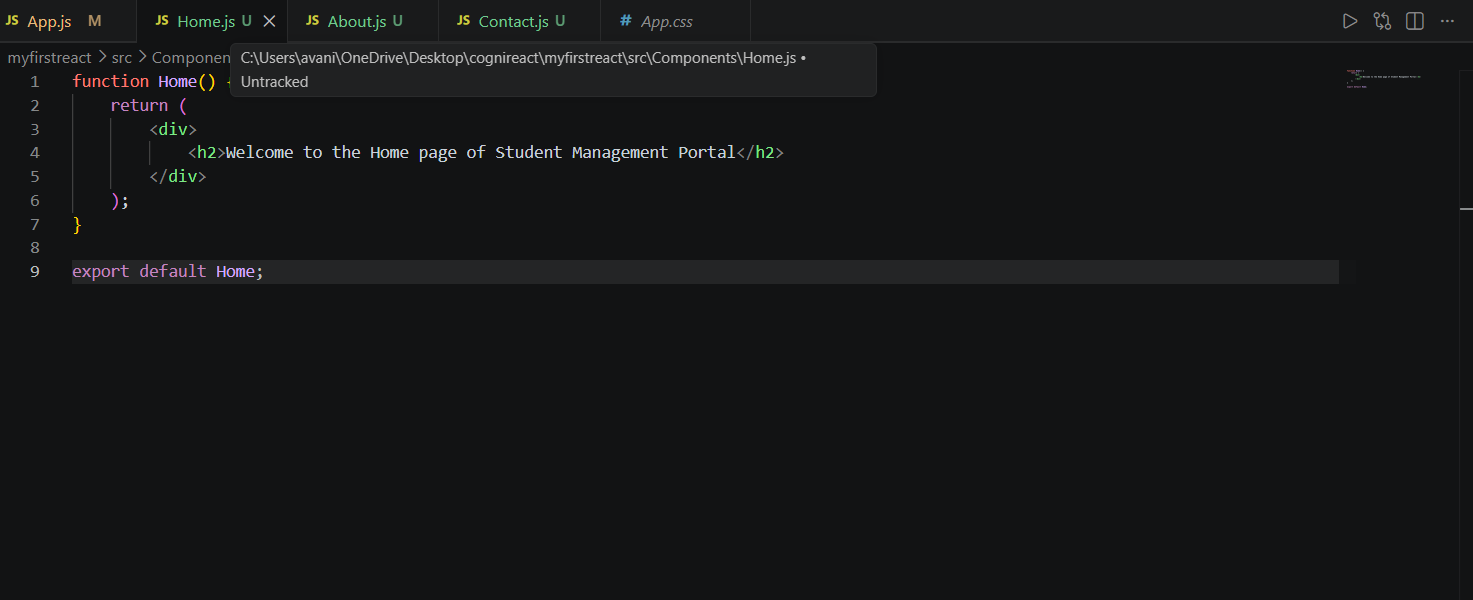 JS App.js M JS Home.js U JS About.js U JS Contact.js U # App.css
myfirstreact > src > Componen
C:\Users\avani\OneDrive\Desktop\cognireact\myfirstreact\src\Components\Home.js •
Untracked
1 function Home() {
2 return (
3 <div>
4 <h2>Welcome to the Home page of Student Management Portal</h2>
5 </div>
6 );
7 }
8
9 export default Home;